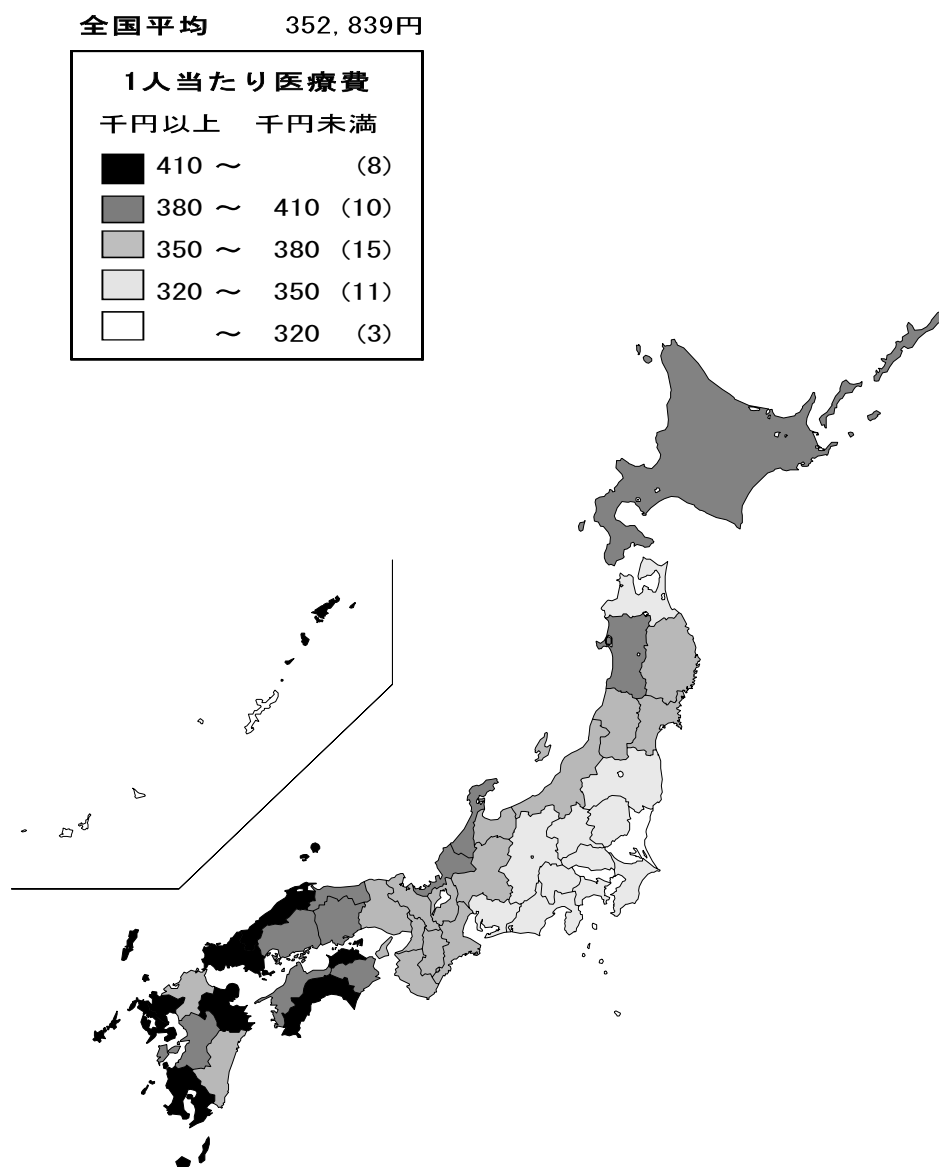 全国平均 352,839円
1人当たり医療費
千円以上 千円未満
410 ～ (8)
380 ～ 410 (10)
350 ～ 380 (15)
320 ～ 350 (11)
～ 320 (3)